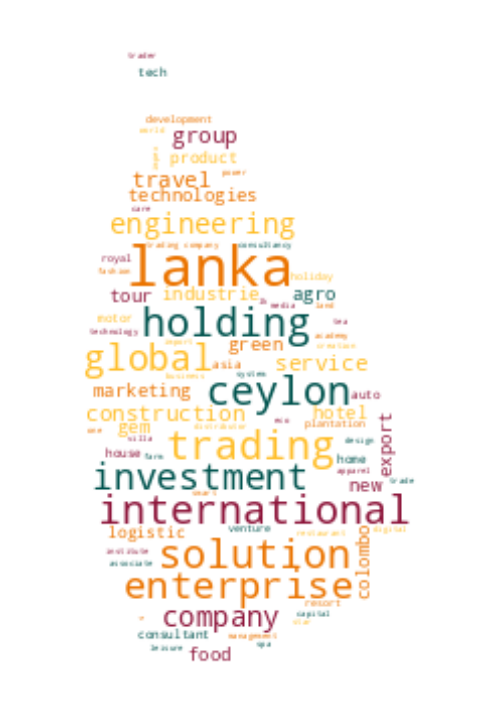 trader
tech
development
world
group
product
power
travel
technologies
care
engineering
trading company consultancy
royal
lanka
fashion
holiday
tour industrie lk media agro land
motor holding tea
technology academy
export green creation
global asia service
business system
marketing ceylon auto
construction hotel
one gem distributor eco plantation
villa trading design export
house farm home
investment apparel trade
smart new
international
logistic venture restaurant digital
institute solution colombo
associate
enterprise
resort
company capital
star
consultant management
leisure spa
food